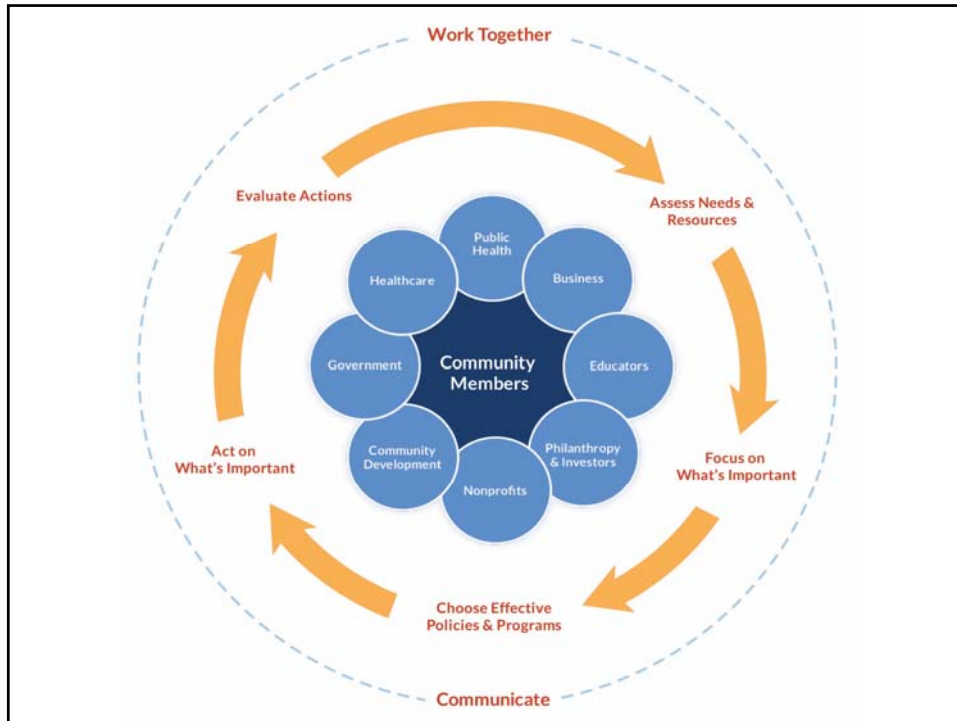 Work Together
Evaluate Actions
Assess Needs &
Resources
Public
Health
Healthcare
Business
Government
Community
Members
Educators
Community
Development
Philanthropy
& Investors
Nonprofits
Act on
What's Important
Focus on
What's Important
Choose Effective
Policies & Programs
Communicate